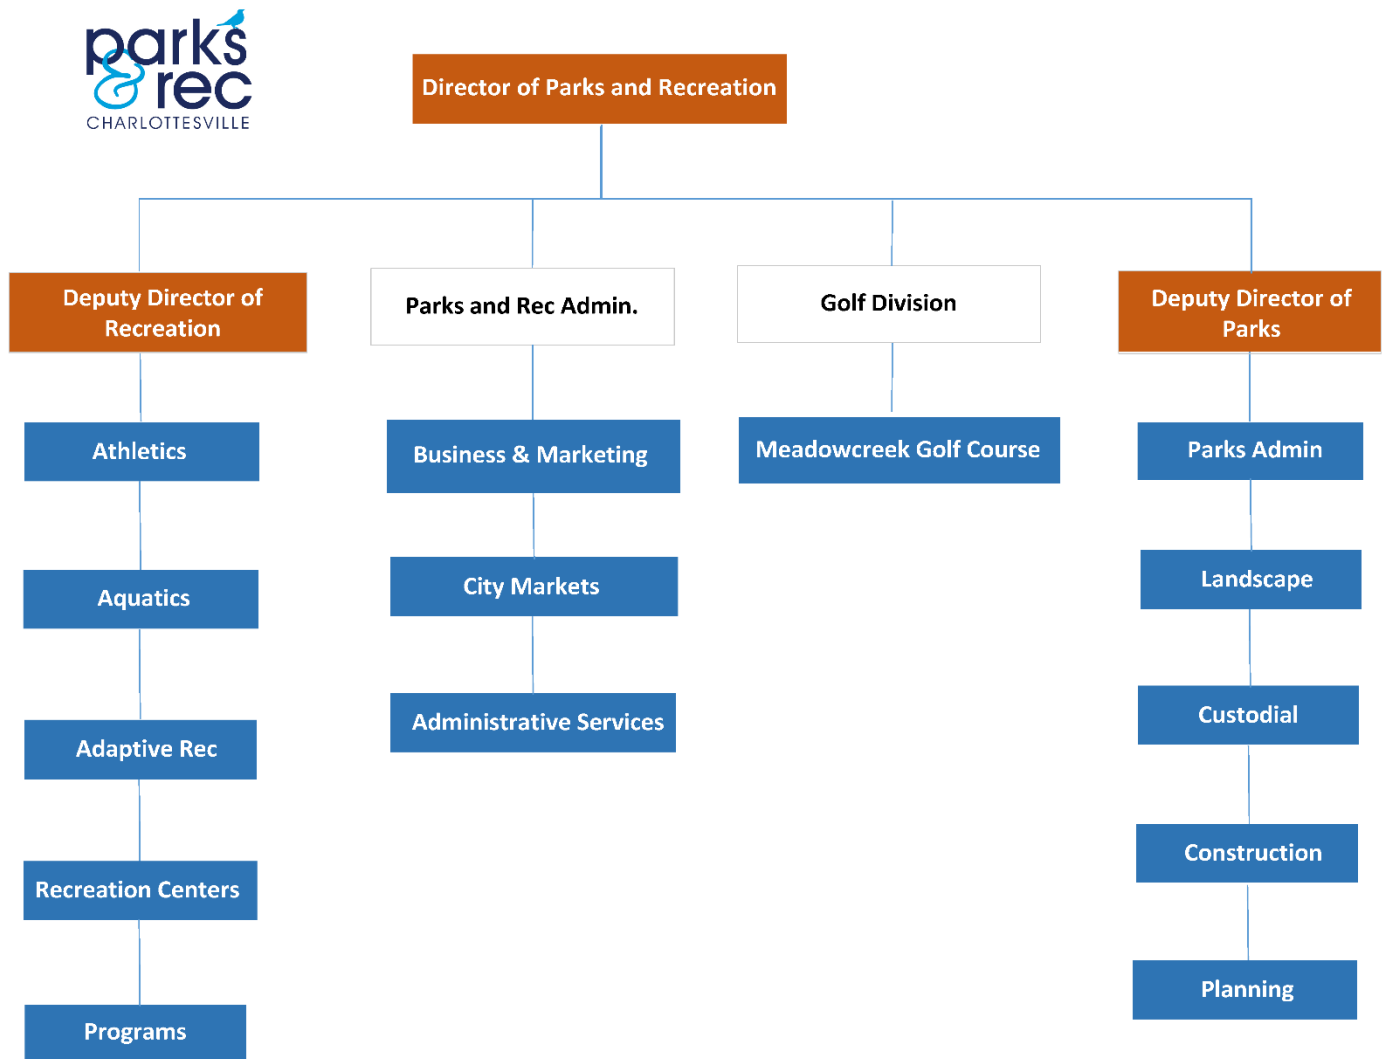 parks
& rec
CHARLOTTESVILLE
Director of Parks and Recreation
Deputy Director of
Recreation
Parks and Rec Admin.
Golf Division
Deputy Director of
Parks
Athletics
Business & Marketing
Meadowcreek Golf Course
Parks Admin
Aquatics
City Markets
Landscape
Adaptive Rec
Administrative Services
Custodial
Recreation Centers
Construction
Programs
Planning